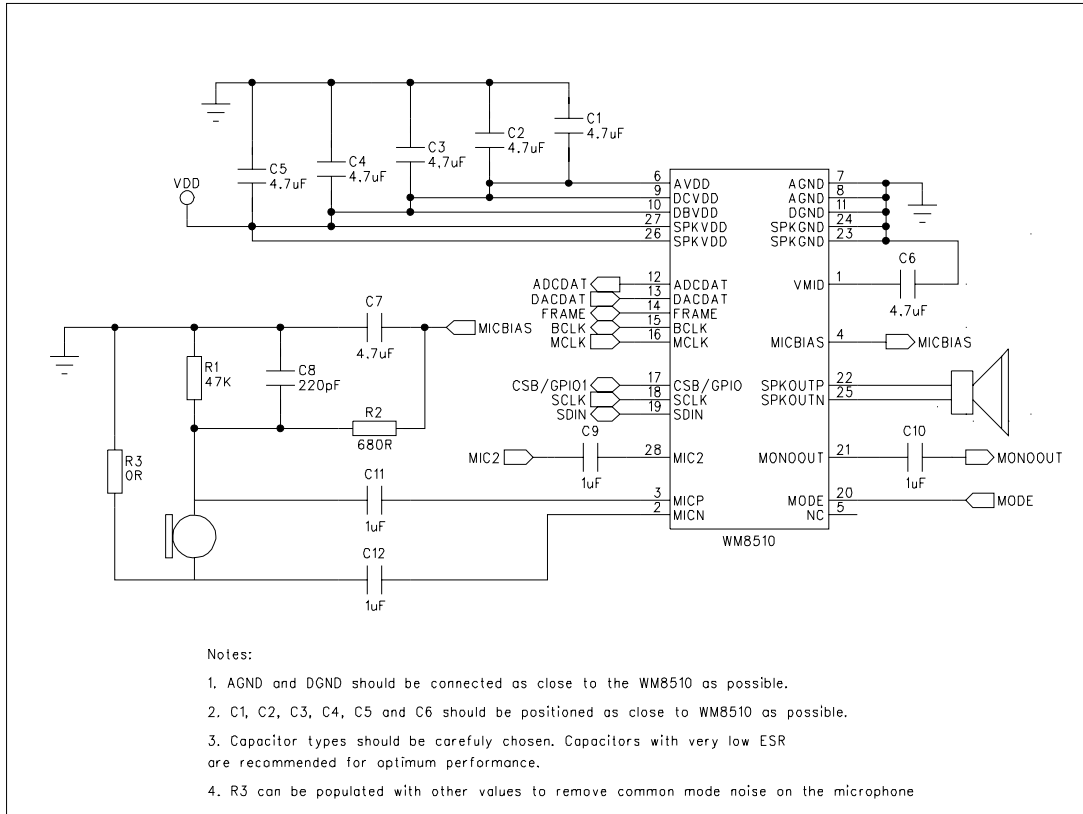 C1
4.7uF
C2
4.7uF
C3
4.7uF
C4
4.7uF
C5
4.7uF
VDD
6 AVDD
9 DCVDD
10 DBVDD
27 SPKVDD
26 SPKVDD
AGND 7
AGND 8
DGND 11
SPKGND 24
SPKGND 23
C6
4.7uF
VMID 1
ADCDAT 12 ADCDAT
DACDAT 13 DACDAT
FRAME 14 FRAME
BCLK 15 BCLK
MCLK 16 MCLK
MICBIAS 4 MICBIAS
C7
4.7uF
MICBIAS
R1
47K
C8
220pF
R2
680R
R3
0R
CSB/GPIO1 17 CSB/GPIO
SCLK 18 SCLK
SDIN 19 SDIN
SPKOUTP 22
SPKOUTN 25
C9
1uF
MIC2 28 MIC2
C10
1uF
MONOOUT 21 MONOOUT
C11
1uF
3 MICP
2 MICN
MODE 20 MODE
NC 5
C12
1uF
WM8510
Notes:
1. AGND and DGND should be connected as close to the WM8510 as possible.
2. C1, C2, C3, C4, C5 and C6 should be positioned as close to WM8510 as possible.
3. Capacitor types should be carefuly chosen. Capacitors with very low ESR
are recommended for optimum performance.
4. R3 can be populated with other values to remove common mode noise on the microphone